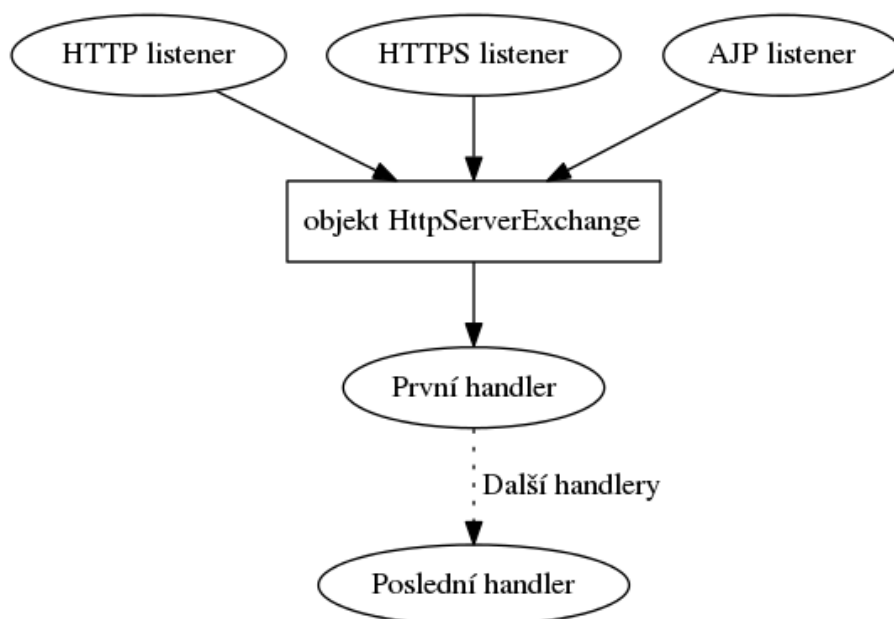 HTTP listener
HTTPS listener
AJP listener
objekt HttpServerExchange
První handler
Další handlery
Poslední handler